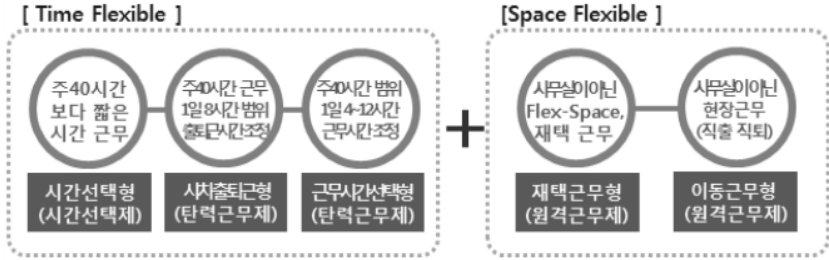 [ Time Flexible ]
주40시간
보다 짧은
시간 근무
시간선택형
(시간선택제)
주40시간 근무
1일 8시간 범위
출퇴근시간조정
시차출퇴근형
(탄력근무제)
주40시간 범위
1일 4~12시간
근무시간조정
근무시간선택형
(탄력근무제)
+
[Space Flexible ]
사무실이아닌
Flex-Space,
재택 근무
재택근무형
(원격근무제)
사무실이아닌
현장근무
(직출 직퇴)
이동근무형
(원격근무제)